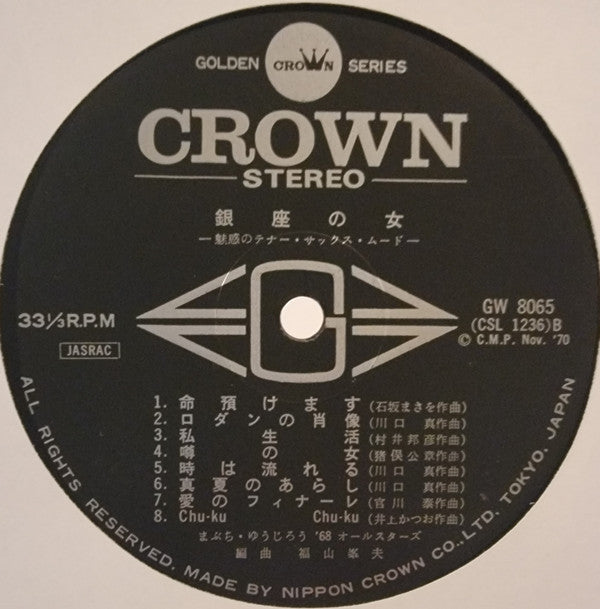 GOLDEN CROWN SERIES
CROWN
STEREO
銀座の女
―魅惑のテナー・サックス・ムード―
G
33⅓R.P.M
JASRAC
GW 8065
(CSL 1236)B
© C.M.P. Nov. '70
1. 命預けます (石坂まさを作曲)
2. ロダンの肖像 (川口 真作曲)
3. 私生活 (村井邦彦作曲)
4. 噂の女 (猪俣公章作曲)
5. 時は流れる (川口 真作曲)
6. 真夏のあらし (川口 真作曲)
7. 愛のフィナーレ (宮川 泰作曲)
8. Chu-ku Chu-ku (井上かつお作曲)
まぶち・ゆうじろう '68 オールスターズ
編曲 福山峯夫
ALL RIGHTS RESERVED. MADE BY NIPPON CROWN CO.,LTD. TOKYO, JAPAN